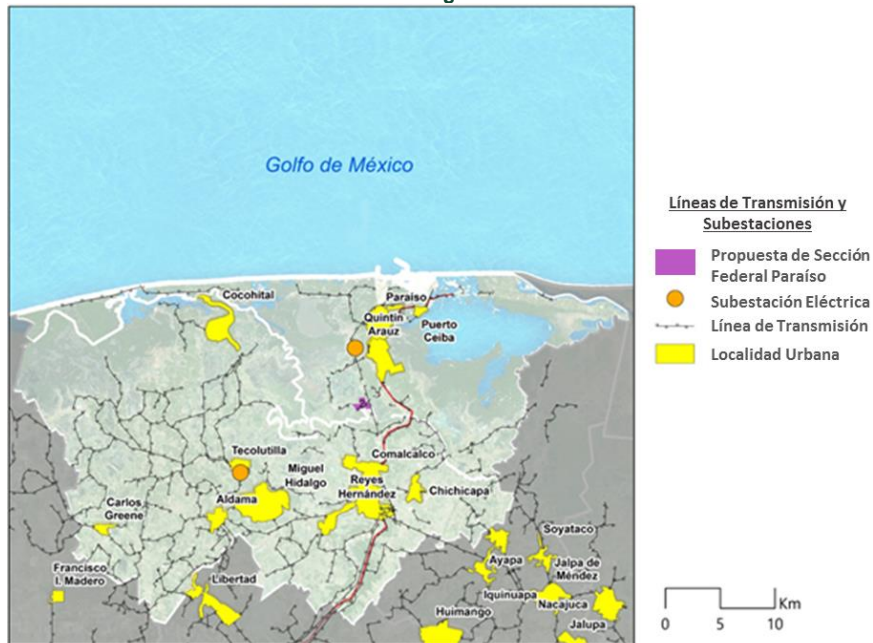 Golfo de México
Cocohital
Paraíso
Quintín
Arauz
Puerto
Ceiba
Tecolutilla
Miguel
Hidalgo
Comalcalco
Reyes
Hernández
Chichicapa
Aldama
Carlos
Greene
Francisco
I. Madero
Libertad
Soyataco
Ayapa
Jalpa de
Méndez
Iquinuapa
Nacajuca
Huimango
Jalupa
Líneas de Transmisión y
Subestaciones
Propuesta de Sección
Federal Paraíso
Subestación Eléctrica
Línea de Transmisión
Localidad Urbana
Km
0 5 10